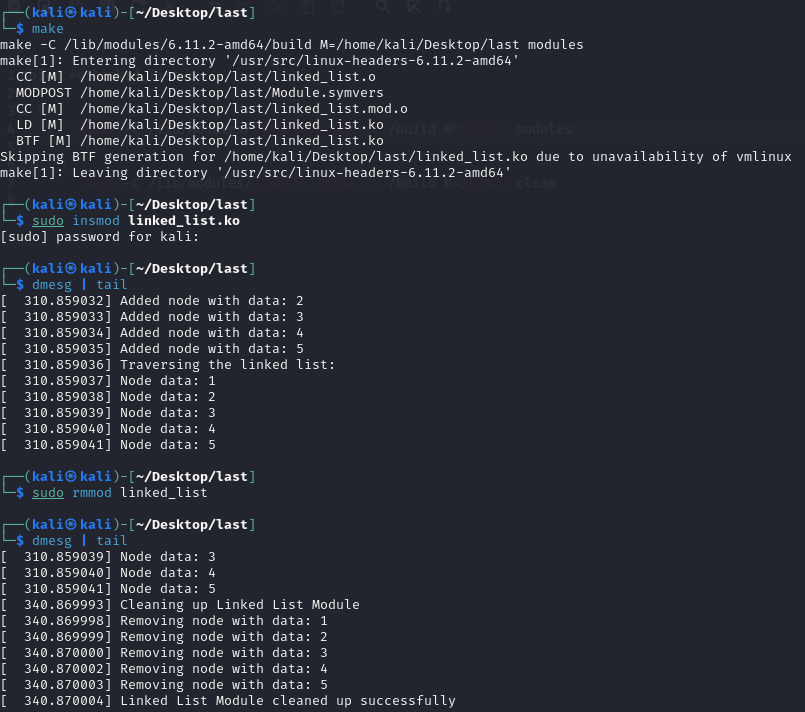 ┌──(kali㉿kali)-[~/Desktop/last]
└─$ make
make -C /lib/modules/6.11.2-amd64/build M=/home/kali/Desktop/last modules
make[1]: Entering directory '/usr/src/linux-headers-6.11.2-amd64'
  CC [M]  /home/kali/Desktop/last/linked_list.o
  MODPOST /home/kali/Desktop/last/Module.symvers
  CC [M]  /home/kali/Desktop/last/linked_list.mod.o
  LD [M]  /home/kali/Desktop/last/linked_list.ko
  BTF [M] /home/kali/Desktop/last/linked_list.ko
Skipping BTF generation for /home/kali/Desktop/last/linked_list.ko due to unavailability of vmlinux
make[1]: Leaving directory '/usr/src/linux-headers-6.11.2-amd64'
┌──(kali㉿kali)-[~/Desktop/last]
└─$ sudo insmod linked_list.ko
[sudo] password for kali:
┌──(kali㉿kali)-[~/Desktop/last]
└─$ dmesg | tail
[  310.859032] Added node with data: 2
[  310.859033] Added node with data: 3
[  310.859034] Added node with data: 4
[  310.859035] Added node with data: 5
[  310.859036] Traversing the linked list:
[  310.859037] Node data: 1
[  310.859038] Node data: 2
[  310.859039] Node data: 3
[  310.859040] Node data: 4
[  310.859041] Node data: 5
┌──(kali㉿kali)-[~/Desktop/last]
└─$ sudo rmmod linked_list
┌──(kali㉿kali)-[~/Desktop/last]
└─$ dmesg | tail
[  310.859039] Node data: 3
[  310.859040] Node data: 4
[  310.859041] Node data: 5
[  340.869993] Cleaning up Linked List Module
[  340.869998] Removing node with data: 1
[  340.869999] Removing node with data: 2
[  340.870000] Removing node with data: 3
[  340.870002] Removing node with data: 4
[  340.870003] Removing node with data: 5
[  340.870004] Linked List Module cleaned up successfully